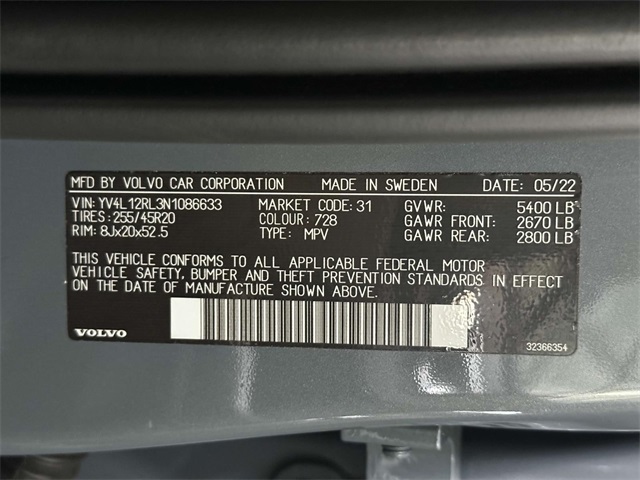 MFD BY VOLVO CAR CORPORATION MADE IN SWEDEN DATE: 05/22
VIN: YV4L12RL3N1086633 MARKET CODE: 31 GVWR: 5400 LB
TIRES: 255/45R20 COLOUR: 728 GAWR FRONT: 2670 LB
RIM: 8Jx20x52.5 TYPE: MPV GAWR REAR: 2800 LB
THIS VEHICLE CONFORMS TO ALL APPLICABLE FEDERAL MOTOR
VEHICLE SAFETY, BUMPER AND THEFT PREVENTION STANDARDS IN EFFECT
ON THE DATE OF MANUFACTURE SHOWN ABOVE.
VOLVO 32366354